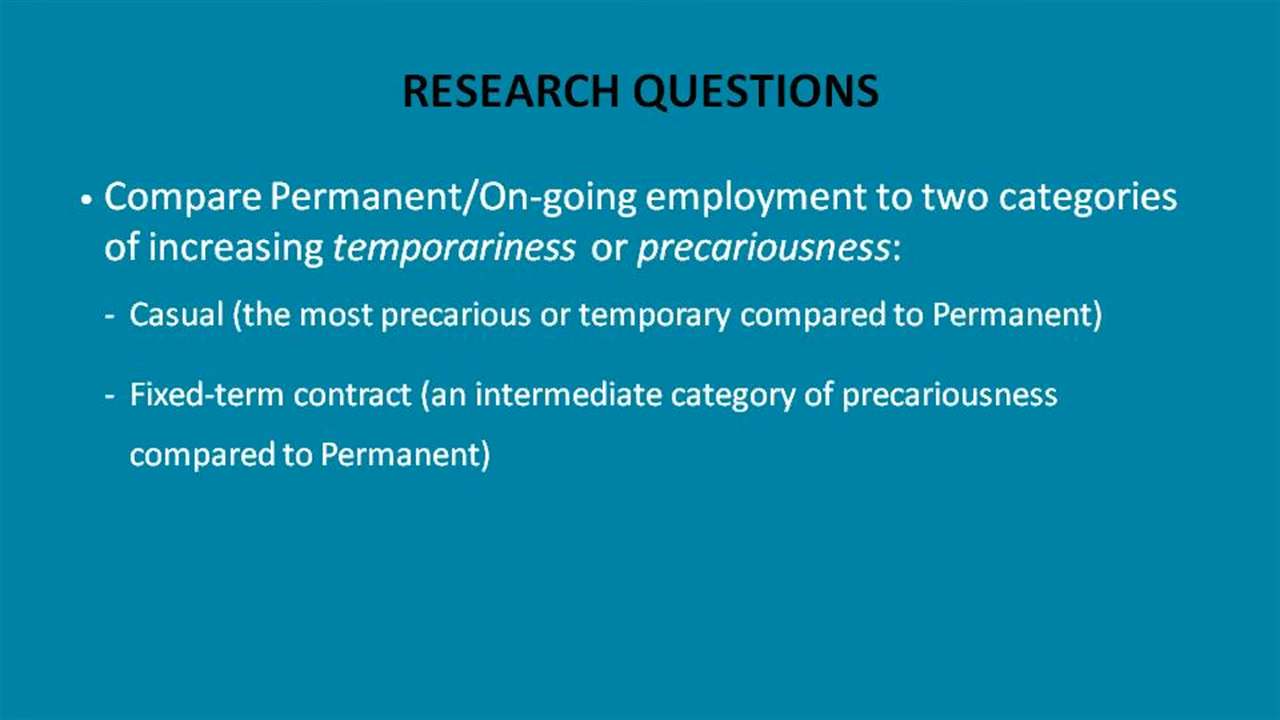 RESEARCH QUESTIONS
• Compare Permanent/On-going employment to two categories
of increasing temporariness or precariousness:
- Casual (the most precarious or temporary compared to Permanent)
- Fixed-term contract (an intermediate category of precariousness
compared to Permanent)